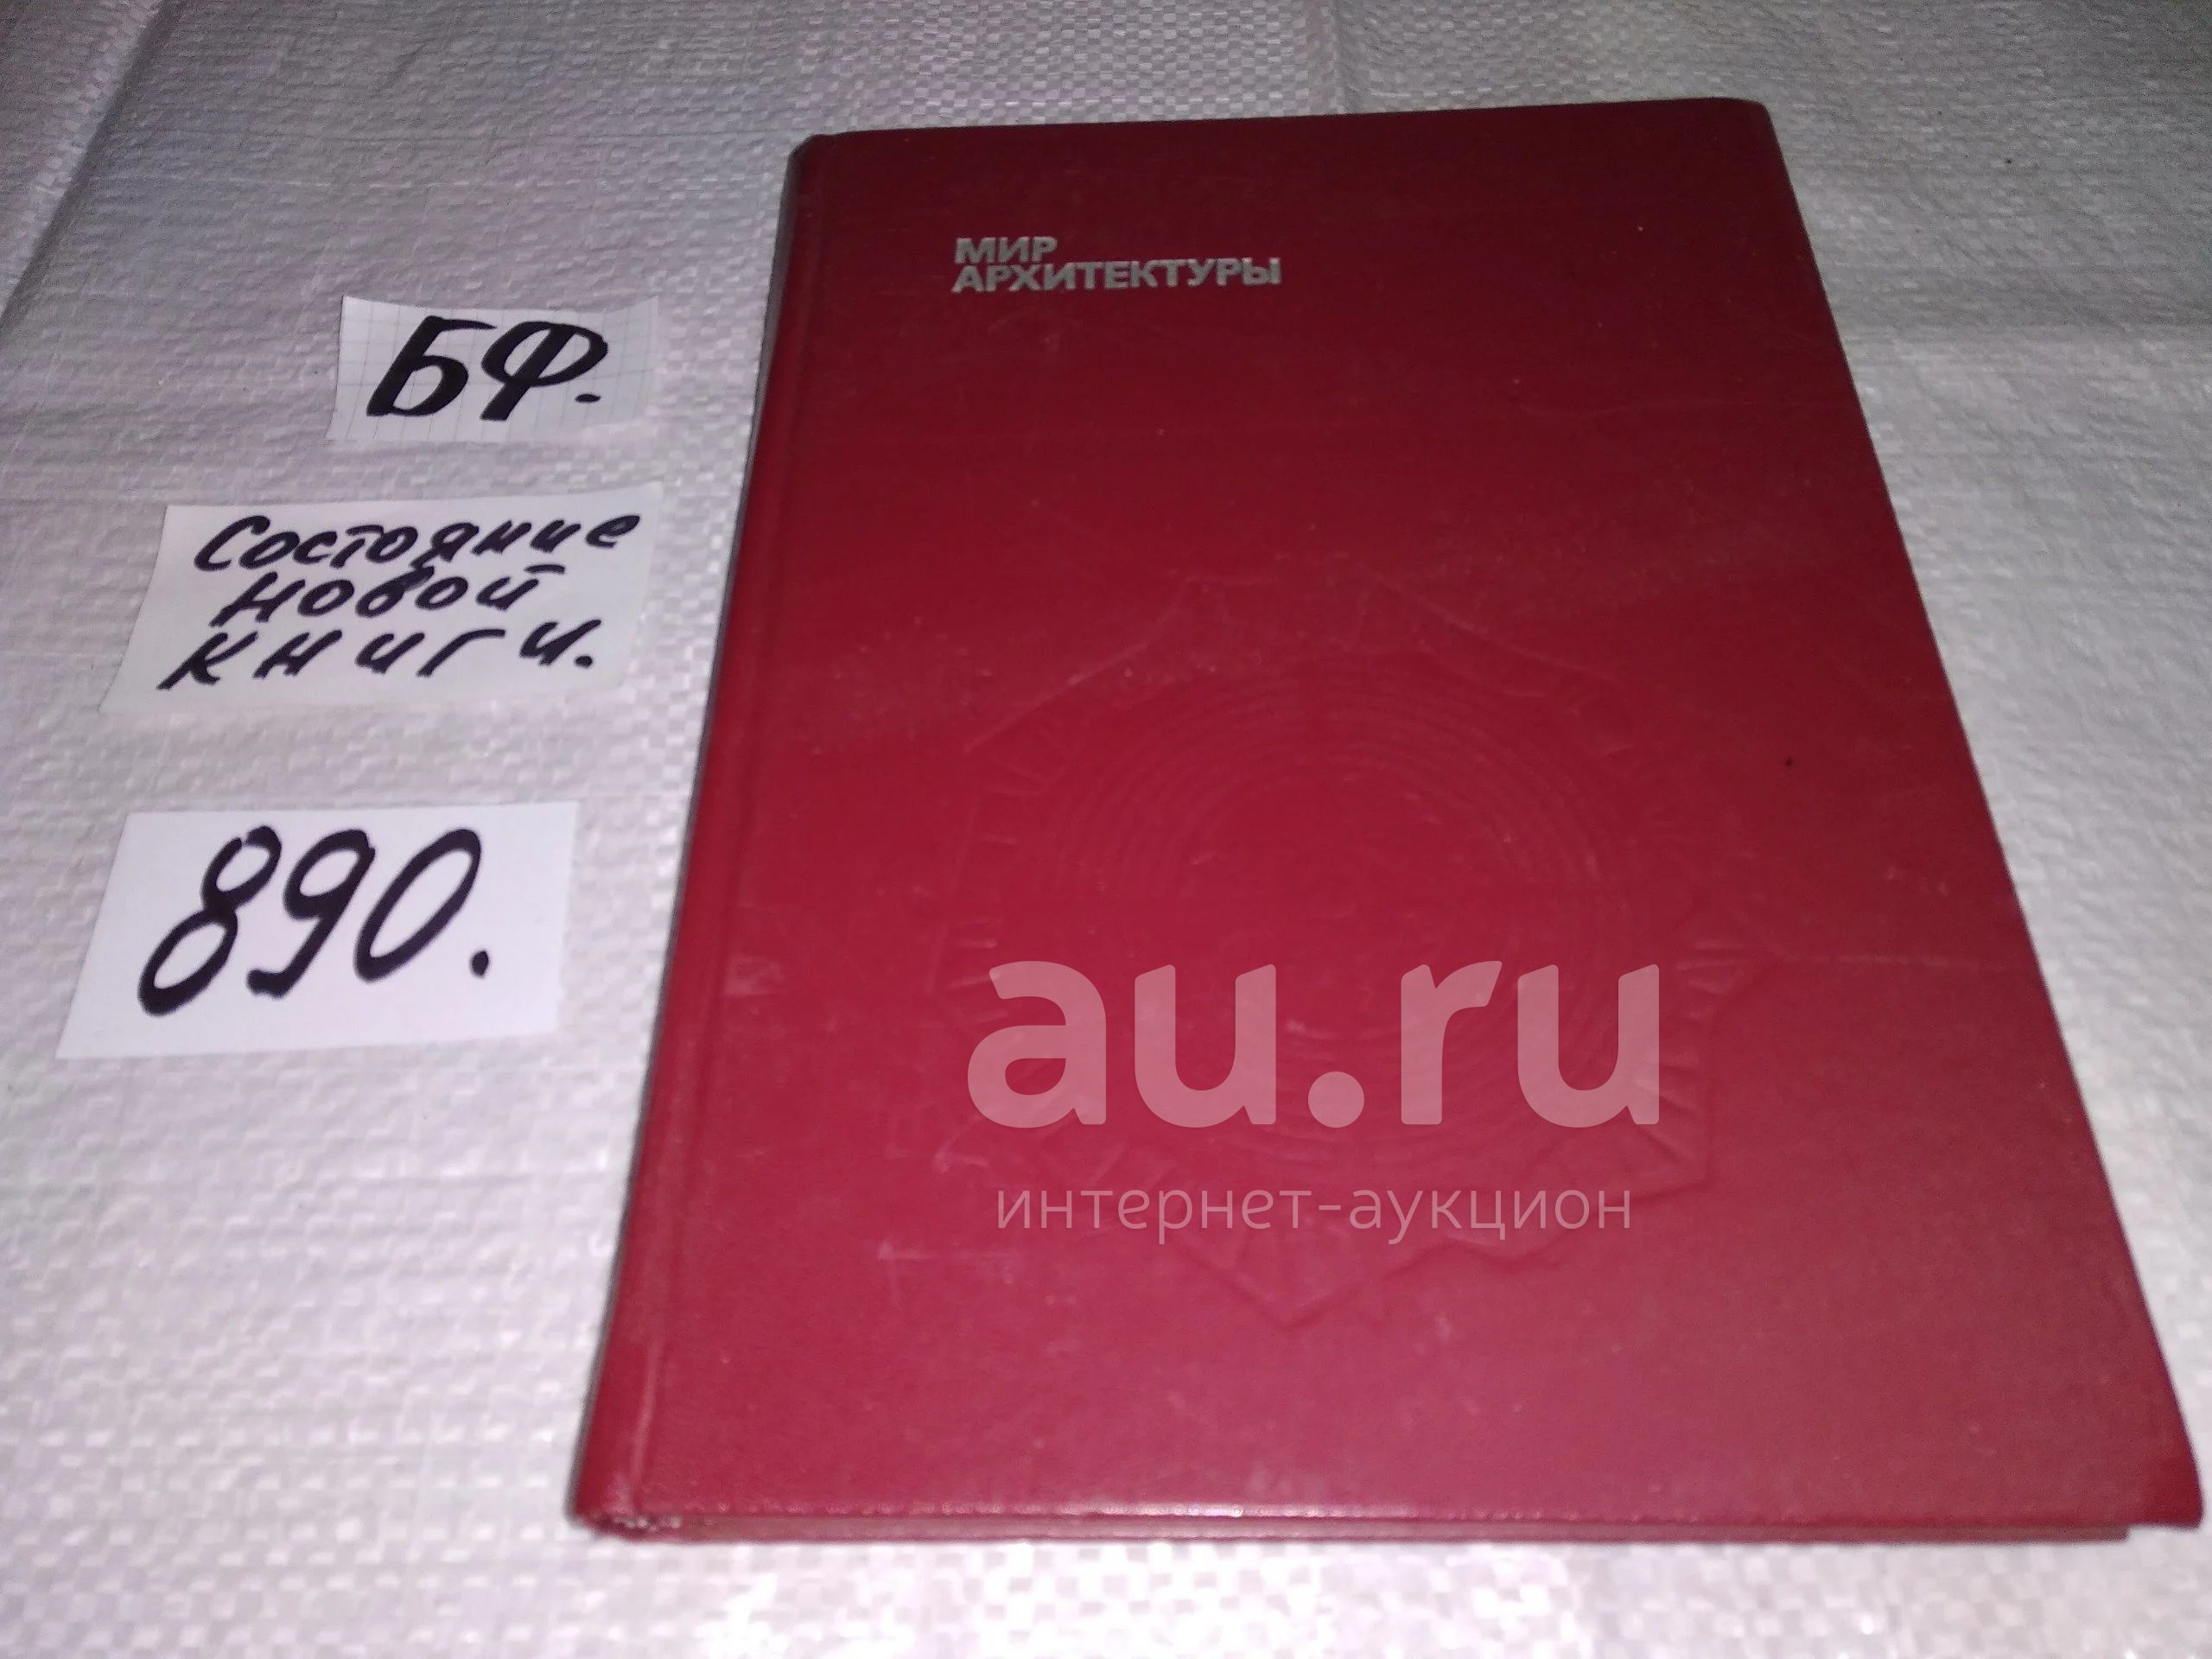 МИР
АРХИТЕКТУРЫ
БФ.
Состояние
новой
книги.
890.
au.ru
интернет-аукцион